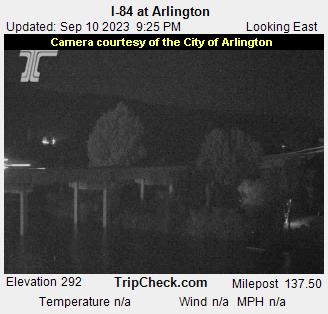 I-84 at Arlington
Updated: Sep 10 2023 9:25 PM Looking East
Camera courtesy of the City of Arlington
Elevation 292 TripCheck.com Milepost 137.50
Temperature n/a Wind n/a MPH n/a